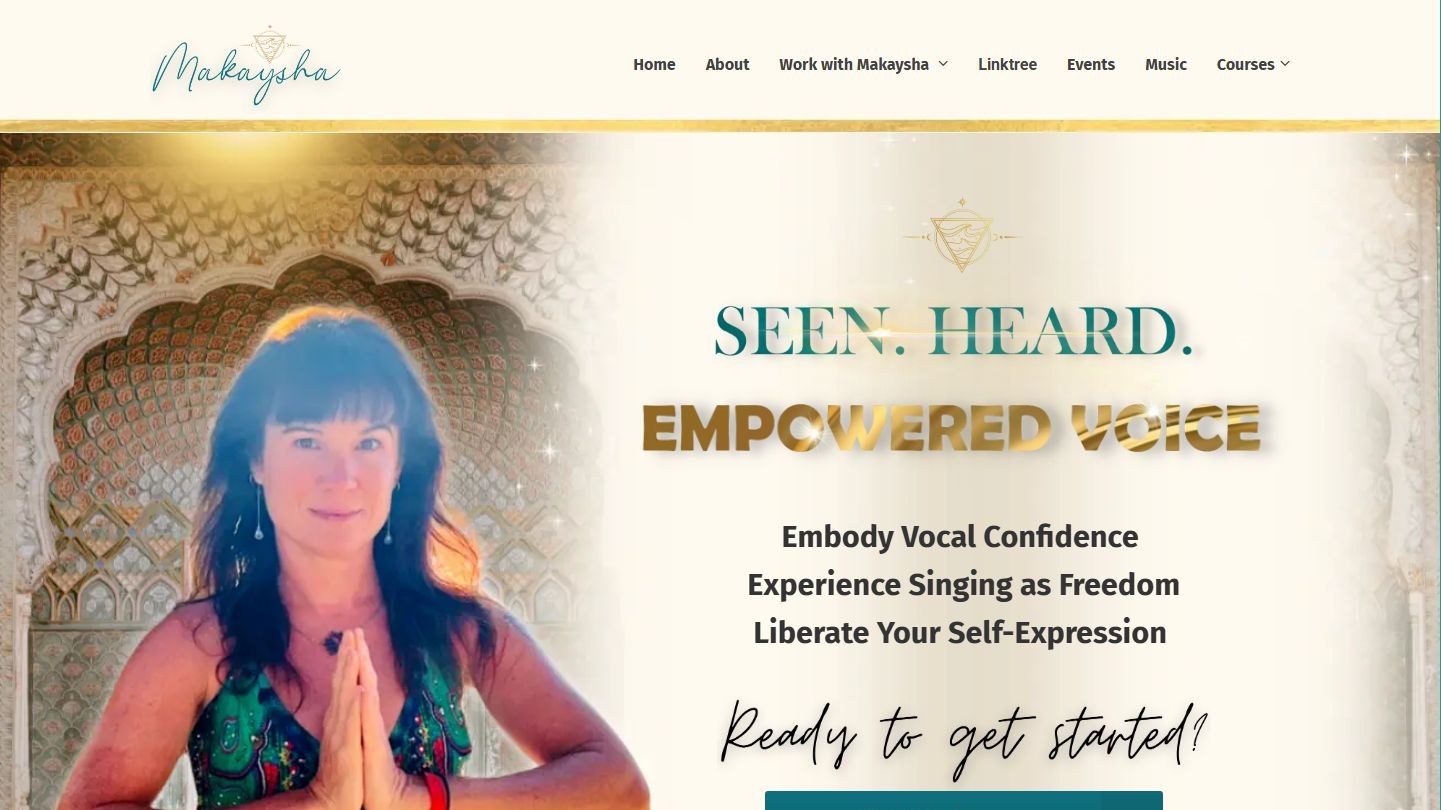 Makaysha
Home About Work with Makaysha Linktree Events Music Courses
SEEN. HEARD.
EMPOWERED VOICE
Embody Vocal Confidence
Experience Singing as Freedom
Liberate Your Self-Expression
Ready to get started?